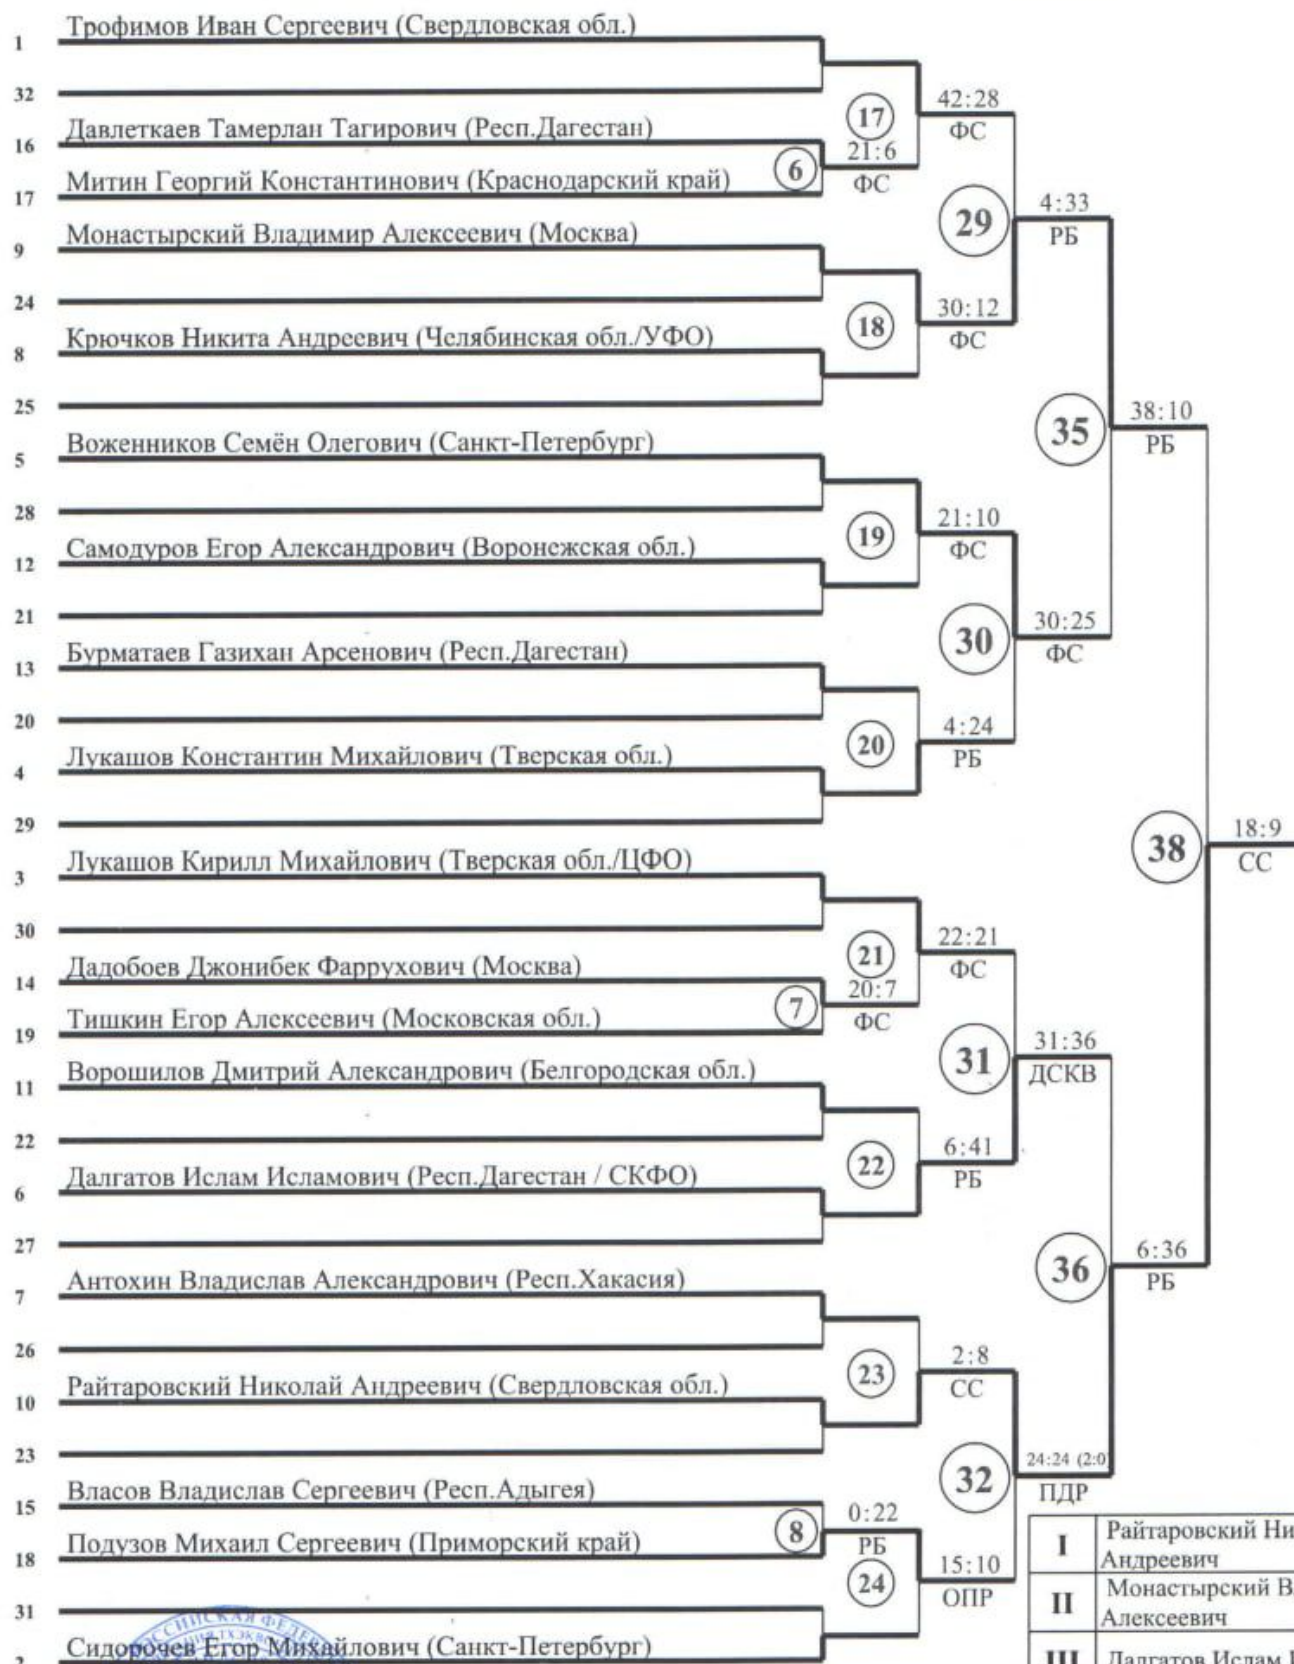 Трофимов Иван Сергеевич (Свердловская обл.)
1
32
17
42:28
ФС
Давлеткаев Тамерлан Тагирович (Респ.Дагестан)
16
6
21:6
ФС
Митин Георгий Константинович (Краснодарский край)
17
29
4:33
РБ
Монастырский Владимир Алексеевич (Москва)
9
24
18
30:12
ФС
Крючков Никита Андреевич (Челябинская обл./УФО)
8
25
35
38:10
РБ
Воженников Семён Олегович (Санкт-Петербург)
5
28
19
21:10
ФС
Самодуров Егор Александрович (Воронежская обл.)
12
21
30
30:25
ФС
Бурматаев Газихан Арсенович (Респ.Дагестан)
13
20
20
4:24
РБ
Лукашов Константин Михайлович (Тверская обл.)
4
29
38
18:9
СС
Лукашов Кирилл Михайлович (Тверская обл./ЦФО)
3
30
21
22:21
ФС
Дадобоев Джонибек Фаррухович (Москва)
14
7
20:7
ФС
Тишкин Егор Алексеевич (Московская обл.)
19
31
31:36
ДСКВ
Ворошилов Дмитрий Александрович (Белгородская обл.)
11
22
22
6:41
РБ
Далгатов Ислам Исламович (Респ.Дагестан / СКФО)
6
27
36
6:36
РБ
Антохин Владислав Александрович (Респ.Хакасия)
7
26
23
2:8
СС
Райтаровский Николай Андреевич (Свердловская обл.)
10
23
32
24:24 (2:0)
ПДР
Власов Владислав Сергеевич (Респ.Адыгея)
15
8
0:22
РБ
Подузов Михаил Сергеевич (Приморский край)
18
24
15:10
ОПР
31
Сидорочев Егор Михайлович (Санкт-Петербург)
2
I Райтаровский Ни
Андреевич
II Монастырский В
Алексеевич
III Далгатов Ислам